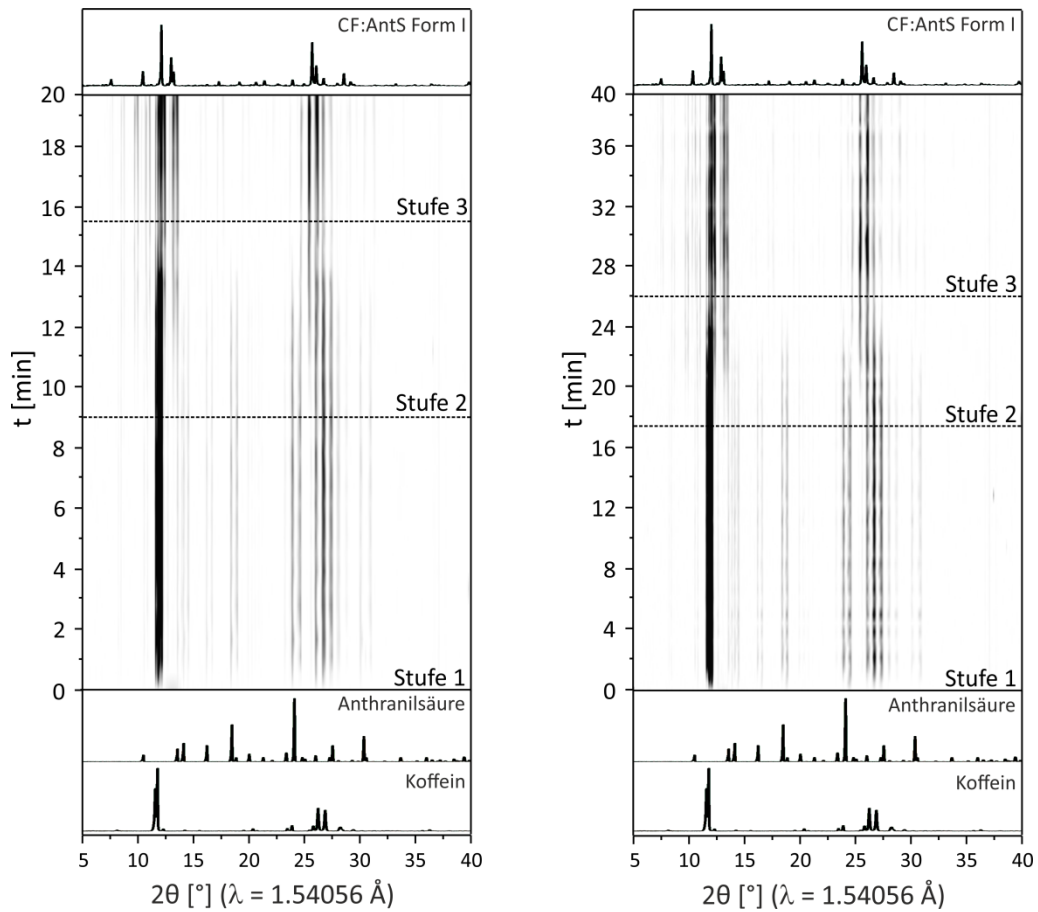 CF:AntS Form I
20
18
16
14
12
10
8
6
4
2
0
t [min]
Stufe 3
Stufe 2
Stufe 1
Anthranilsäure
Koffein
5 10 15 20 25 30 35 40
2θ [°] (λ = 1.54056 Å)
CF:AntS Form I
40
36
32
28
24
20
16
12
8
4
0
t [min]
Stufe 3
Stufe 2
Stufe 1
Anthranilsäure
Koffein
5 10 15 20 25 30 35 40
2θ [°] (λ = 1.54056 Å)